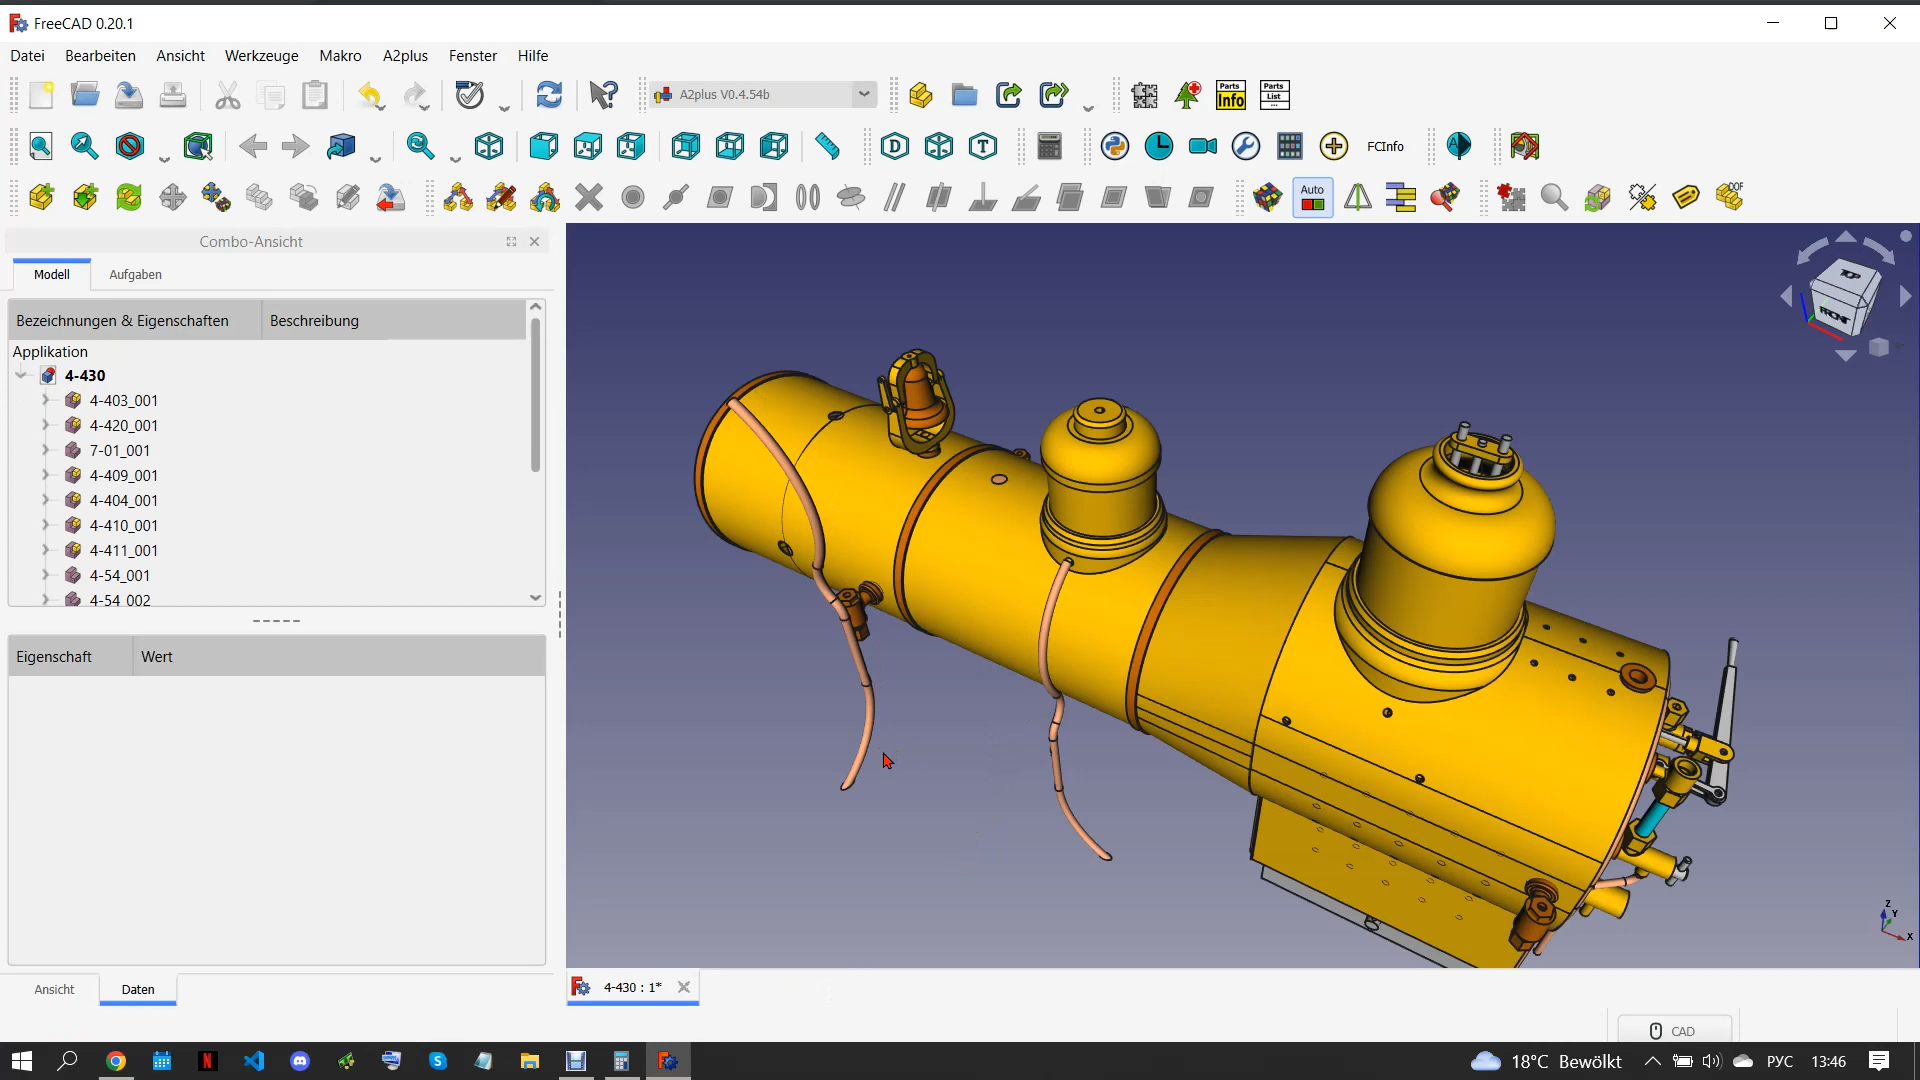 FreeCAD 0.20.1
Datei Bearbeiten Ansicht Werkzeuge Makro A2plus Fenster Hilfe
A2plus V0.4.54b
Parts Info
Parts List
D T FCInfo
Auto
DOF
Combo-Ansicht
Modell Aufgaben
Bezeichnungen & Eigenschaften Beschreibung
Applikation
4-430
4-403_001
4-420_001
7-01_001
4-409_001
4-404_001
4-410_001
4-411_001
4-54_001
4-54_002
Eigenschaft Wert
TOP
FRONT
Z
Y
X
Ansicht Daten
4-430 : 1*
CAD
18°C Bewölkt РУС 13:46